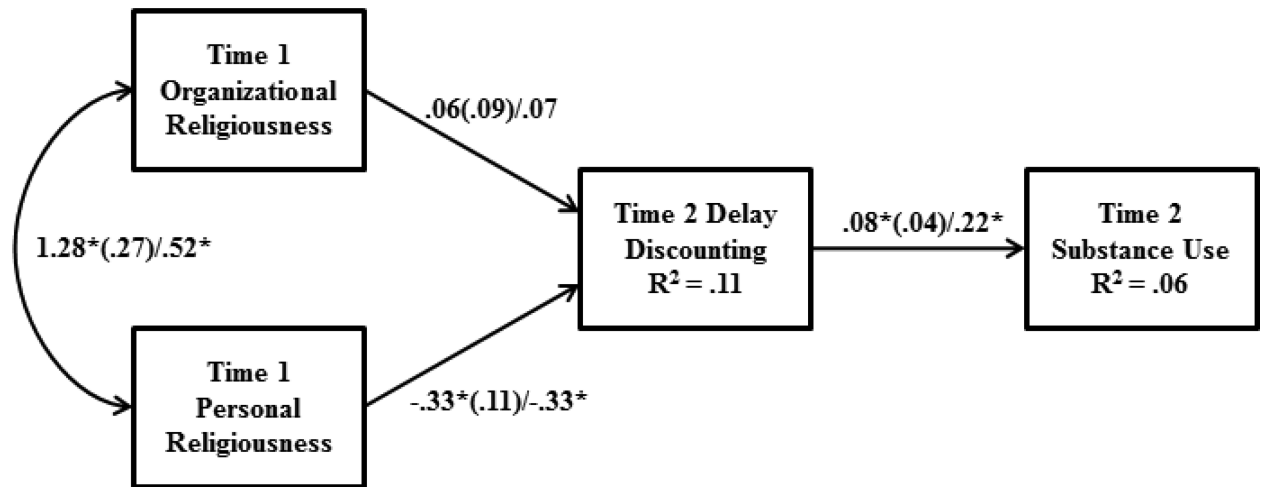 Time 1
Organizational
Religiousness
.06(.09)/.07
Time 2 Delay
Discounting
R² = .11
.08*(.04)/.22*
Time 2
Substance Use
R² = .06
1.28*(.27)/.52*
Time 1
Personal
Religiousness
-.33*(.11)/-.33*